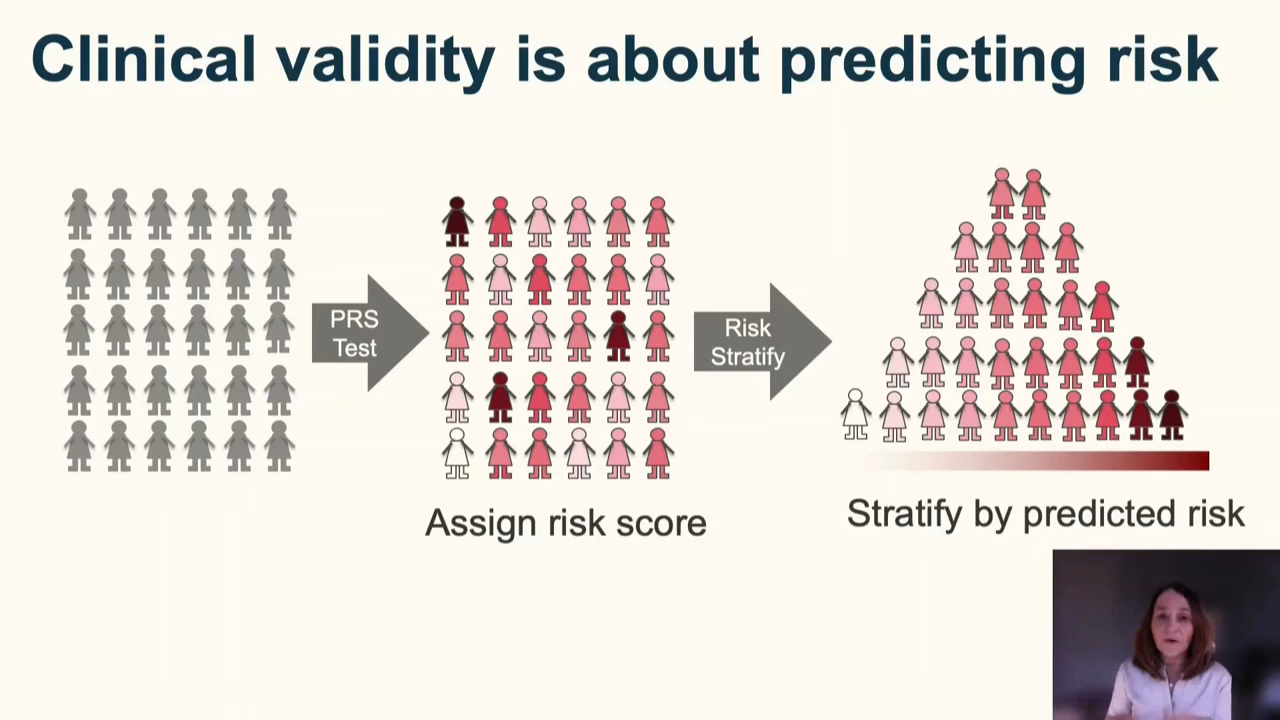 Clinical validity is about predicting risk
PRS
Test
Risk
Stratify
Assign risk score
Stratify by predicted risk